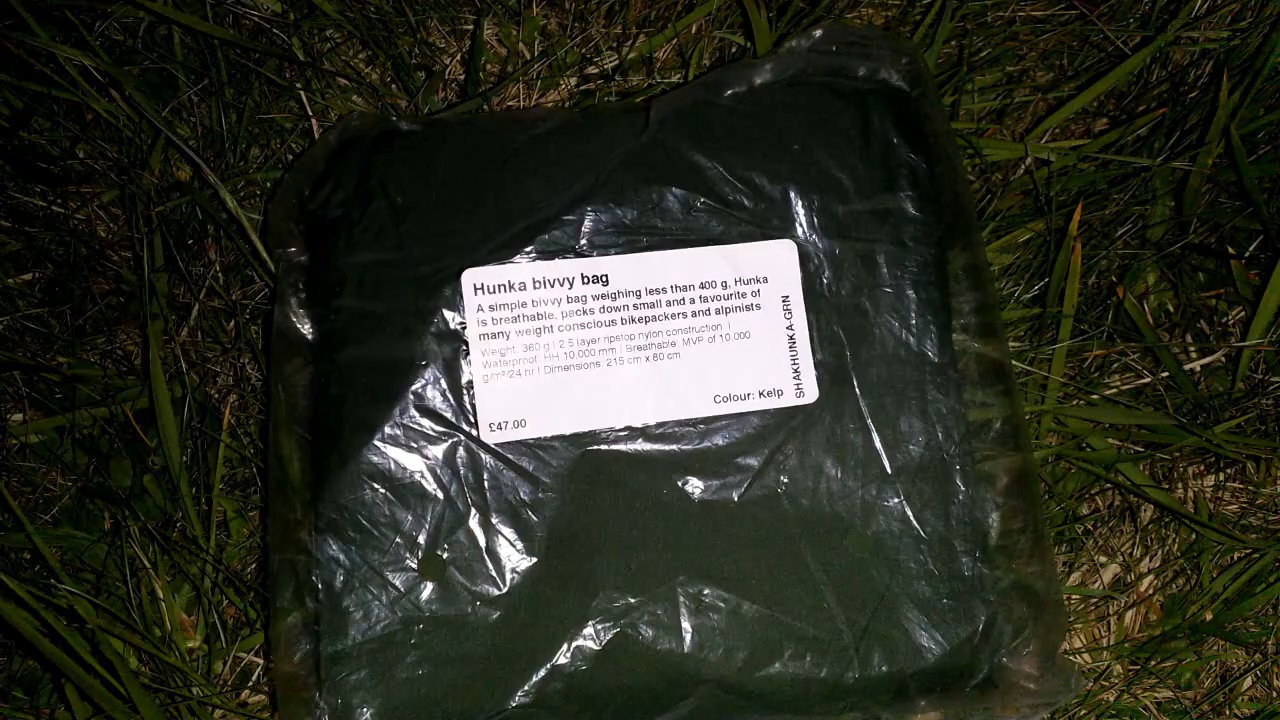 Hunka bivvy bag
A simple bivvy bag weighing less than 400 g, Hunka
is breathable, packs down small and a favourite of
many weight conscious bikepackers and alpinists
Weight: 360 g | 2.5 layer ripstop nylon construction |
Waterproof: HH 10,000 mm | Breathable: MVP of 10,000
g/m²/24 hr | Dimensions: 215 cm x 80 cm
Colour: Kelp
£47.00
SHAKHUNKA-GRN